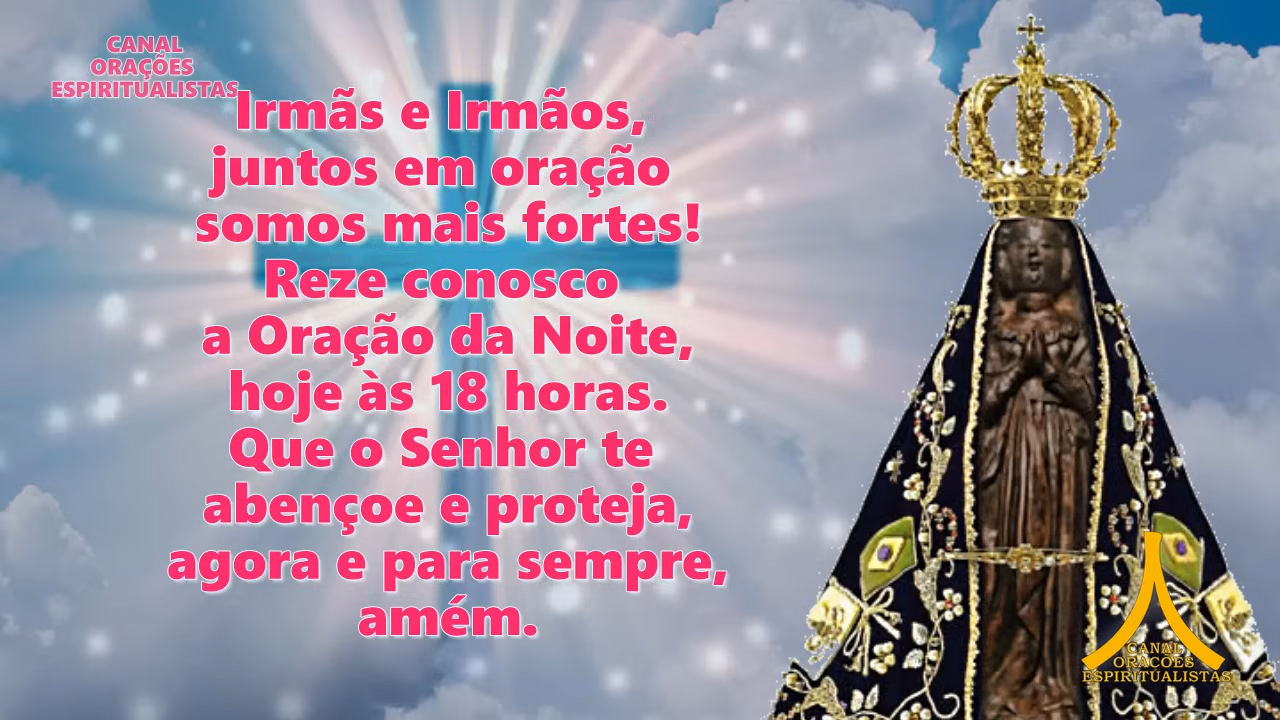 CANAL
ORAÇÕES
ESPIRITUALISTAS
Irmãs e Irmãos,
juntos em oração
somos mais fortes!
Reze conosco
a Oração da Noite,
hoje às 18 horas.
Que o Senhor te
abençoe e proteja,
agora e para sempre,
amém.
CANAL
ORAÇOES
ESPIRITUALISTAS